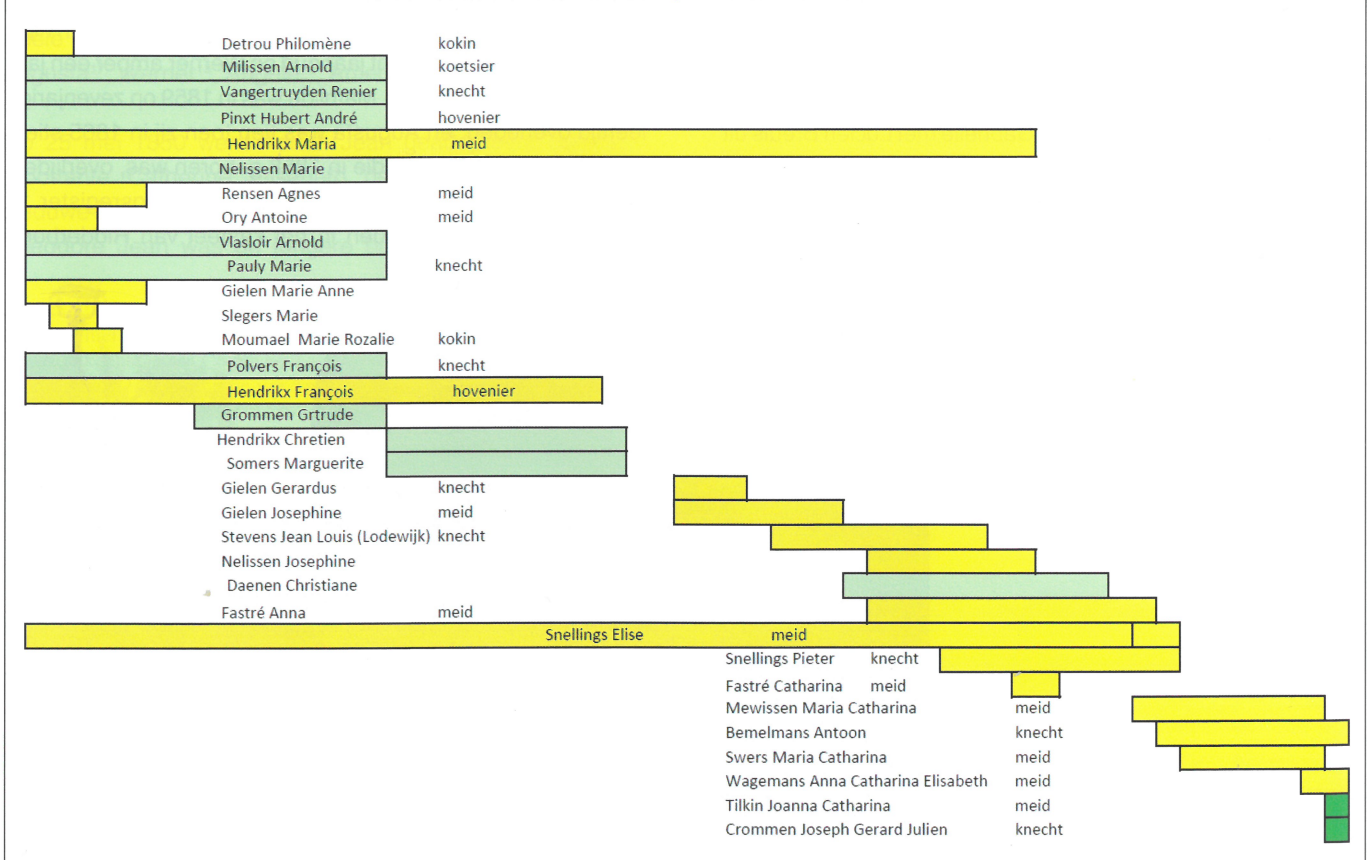 Detrou Philomène kokin
Milissen Arnold koetsier
Vangertruyden Renier knecht
Pinxt Hubert André hovenier
Hendrikx Maria meid
Nelissen Marie
Rensen Agnes meid
Ory Antoine meid
Vlasloir Arnold
Pauly Marie knecht
Gielen Marie Anne
Slegers Marie
Moumael Marie Rozalie kokin
Polvers François knecht
Hendrikx François hovenier
Grommen Grtrude
Hendrikx Chretien
Somers Marguerite
Gielen Gerardus knecht
Gielen Josephine meid
Stevens Jean Louis (Lodewijk) knecht
Nelissen Josephine
Daenen Christiane
Fastré Anna meid
Snellings Elise meid
Snellings Pieter knecht
Fastré Catharina meid
Mewissen Maria Catharina meid
Bemelmans Antoon knecht
Swers Maria Catharina meid
Wagemans Anna Catharina Elisabeth meid
Tilkin Joanna Catharina meid
Crommen Joseph Gerard Julien knecht